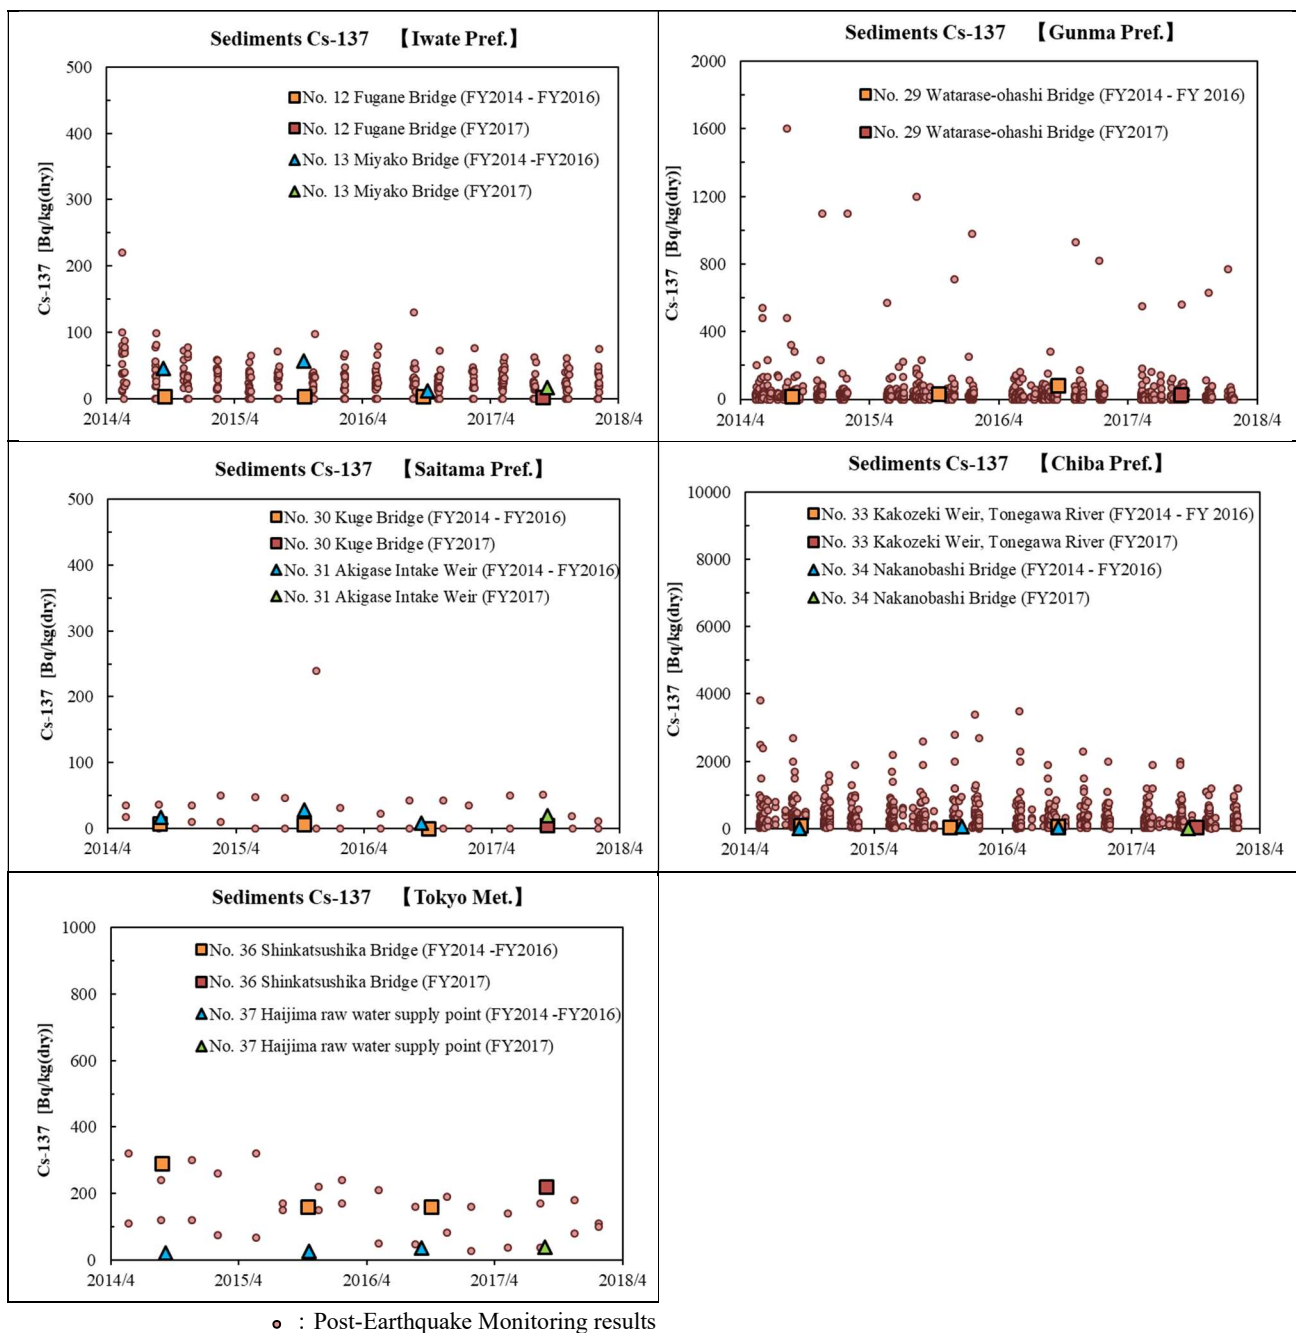 Sediments Cs-137 【Iwate Pref.】
Cs-137 [Bq/kg(dry)]
500
400
300
200
100
0
No. 12 Fugane Bridge (FY2014 - FY2016)
No. 12 Fugane Bridge (FY2017)
No. 13 Miyako Bridge (FY2014 -FY2016)
No. 13 Miyako Bridge (FY2017)
2014/4 2015/4 2016/4 2017/4 2018/4
Sediments Cs-137 【Gunma Pref.】
Cs-137 [Bq/kg(dry)]
2000
1600
1200
800
400
0
No. 29 Watarase-ohashi Bridge (FY2014 - FY 2016)
No. 29 Watarase-ohashi Bridge (FY2017)
2014/4 2015/4 2016/4 2017/4 2018/4
Sediments Cs-137 【Saitama Pref.】
Cs-137 [Bq/kg(dry)]
500
400
300
200
100
0
No. 30 Kuge Bridge (FY2014 - FY2016)
No. 30 Kuge Bridge (FY2017)
No. 31 Akigase Intake Weir (FY2014 - FY2016)
No. 31 Akigase Intake Weir (FY2017)
2014/4 2015/4 2016/4 2017/4 2018/4
Sediments Cs-137 【Chiba Pref.】
Cs-137 [Bq/kg(dry)]
10000
8000
6000
4000
2000
0
No. 33 Kakozeki Weir, Tonegawa River (FY2014 - FY 2016)
No. 33 Kakozeki Weir, Tonegawa River (FY2017)
No. 34 Nakanobashi Bridge (FY2014 - FY2016)
No. 34 Nakanobashi Bridge (FY2017)
2014/4 2015/4 2016/4 2017/4 2018/4
Sediments Cs-137 【Tokyo Met.】
Cs-137 [Bq/kg(dry)]
1000
800
600
400
200
0
No. 36 Shinkatsushika Bridge (FY2014 -FY2016)
No. 36 Shinkatsushika Bridge (FY2017)
No. 37 Haijima raw water supply point (FY2014 -FY2016)
No. 37 Haijima raw water supply point (FY2017)
2014/4 2015/4 2016/4 2017/4 2018/4
: Post-Earthquake Monitoring results